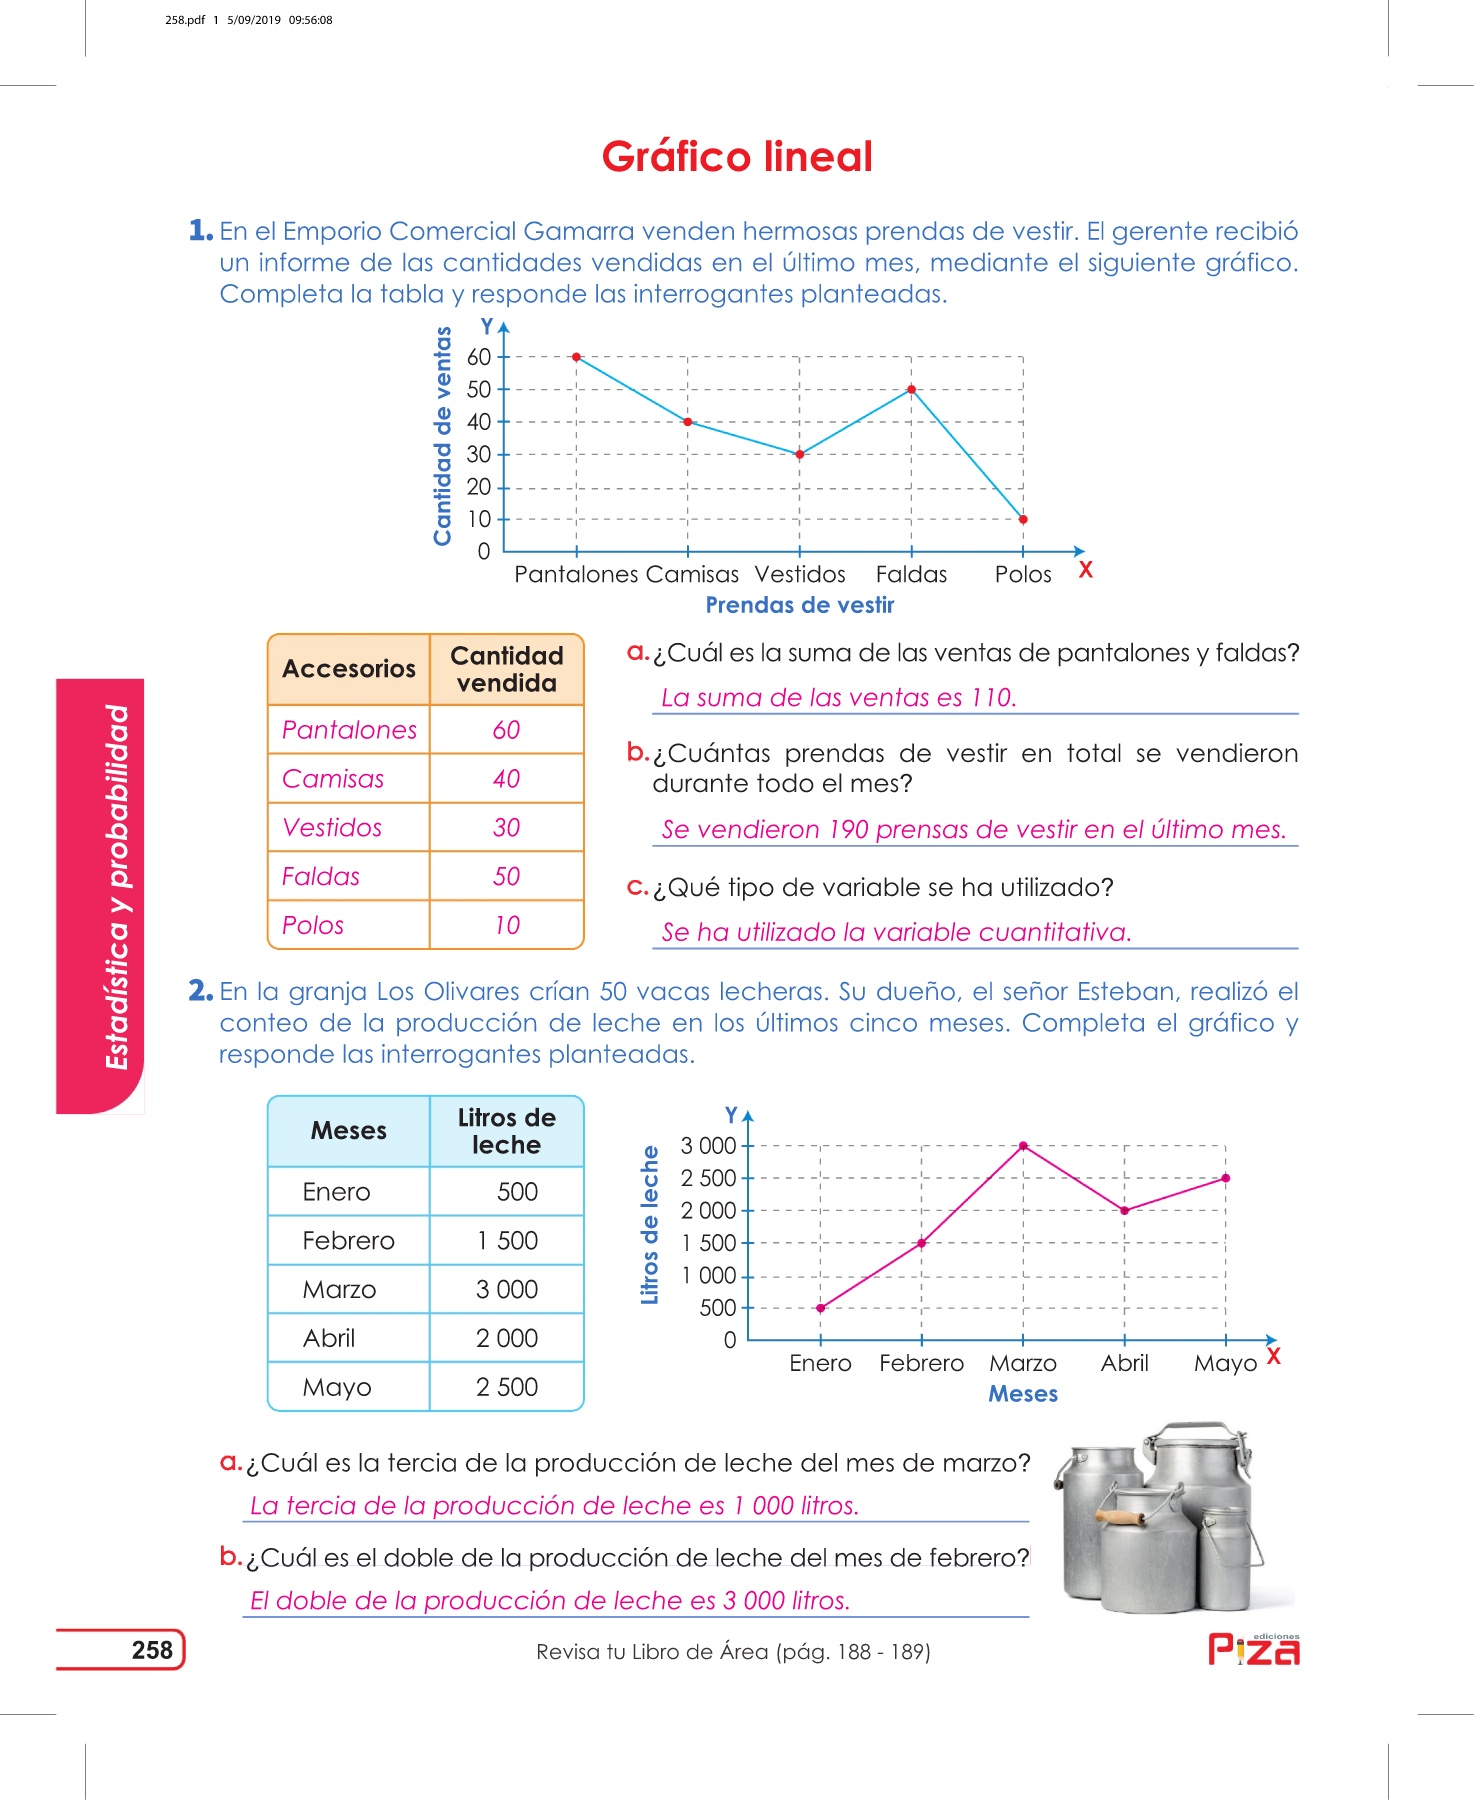 258.pdf 1 5/09/2019 09:56:08
Gráfico lineal
1. En el Emporio Comercial Gamarra venden hermosas prendas de vestir. El gerente recibió
un informe de las cantidades vendidas en el último mes, mediante el siguiente gráfico.
Completa la tabla y responde las interrogantes planteadas.
Cantidad de ventas
Y
60
50
40
30
20
10
0
Pantalones Camisas Vestidos Faldas Polos X
Prendas de vestir
Accesorios Cantidad vendida
Pantalones 60
Camisas 40
Vestidos 30
Faldas 50
Polos 10
a. ¿Cuál es la suma de las ventas de pantalones y faldas?
La suma de las ventas es 110.
b. ¿Cuántas prendas de vestir en total se vendieron
durante todo el mes?
Se vendieron 190 prensas de vestir en el último mes.
c. ¿Qué tipo de variable se ha utilizado?
Se ha utilizado la variable cuantitativa.
Estadística y probabilidad
2. En la granja Los Olivares crían 50 vacas lecheras. Su dueño, el señor Esteban, realizó el
conteo de la producción de leche en los últimos cinco meses. Completa el gráfico y
responde las interrogantes planteadas.
Meses Litros de leche
Enero 500
Febrero 1 500
Marzo 3 000
Abril 2 000
Mayo 2 500
Litros de leche
Y
3 000
2 500
2 000
1 500
1 000
500
0
Enero Febrero Marzo Abril Mayo X
Meses
a. ¿Cuál es la tercia de la producción de leche del mes de marzo?
La tercia de la producción de leche es 1 000 litros.
b. ¿Cuál es el doble de la producción de leche del mes de febrero?
El doble de la producción de leche es 3 000 litros.
258
Revisa tu Libro de Área (pág. 188 - 189)
ediciones
Piza